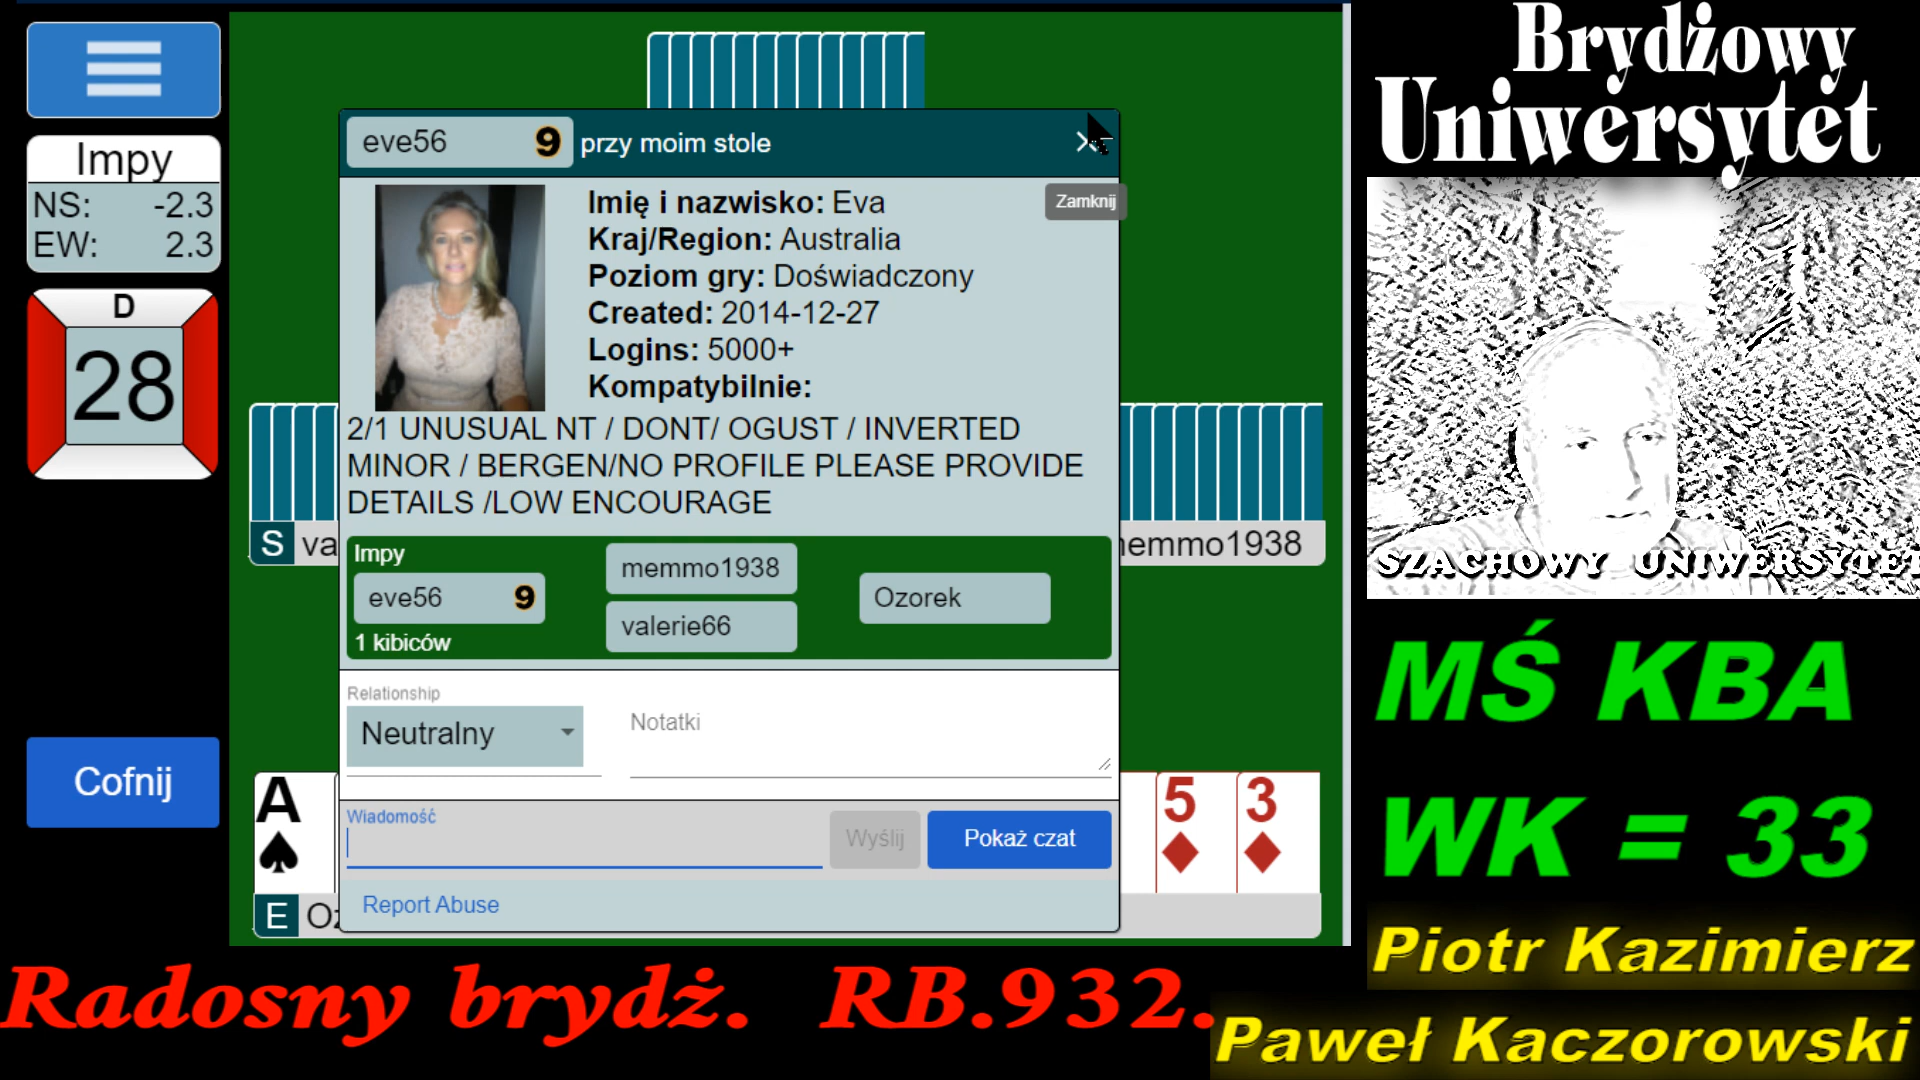 Brydżowy
Uniwersytet
Impy
NS: -2.3
EW: 2.3
D
28
Cofnij
eve56 9 przy moim stole
Zamknij
Imię i nazwisko: Eva
Kraj/Region: Australia
Poziom gry: Doświadczony
Created: 2014-12-27
Logins: 5000+
Kompatybilnie:
2/1 UNUSUAL NT / DONT/ OGUST / INVERTED
MINOR / BERGEN/NO PROFILE PLEASE PROVIDE
DETAILS /LOW ENCOURAGE
S va
emmo1938
Impy
eve56 9
memmo1938
valerie66
Ozorek
1 kibiców
Relationship
Neutralny
Notatki
Wiadomość
Wyślij
Pokaż czat
Report Abuse
A
5
3
E Oz
SZACHOWY UNIWERSYTET
MŚ KBA
WK = 33
Piotr Kazimierz
Paweł Kaczorowski
Radosny brydż. RB.932.